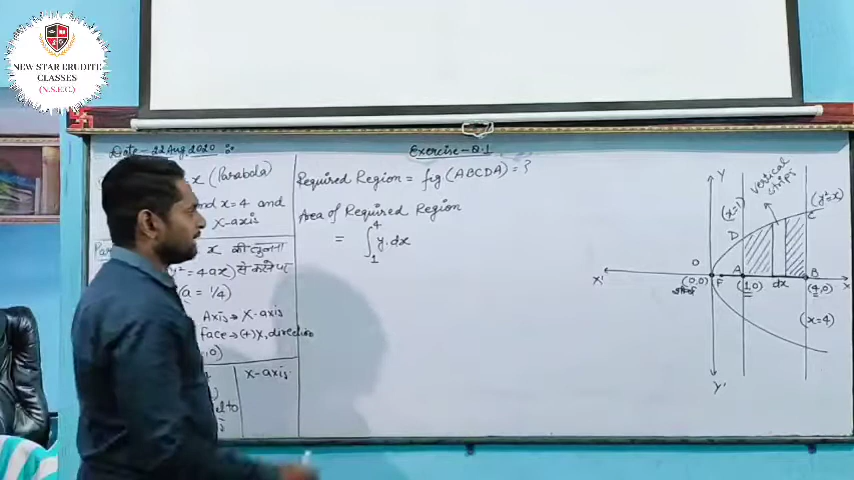 NEW STAR ERUDITE
CLASSES
(N.S.E.C.)
Date - 22 Aug. 2020
Exercise - 8.1
x (Parabola)
and x=4 and
X-axis
x की तुलना
y² = 4ax) से करने पर
(a = 1/4)
Axis → X-axis
face → (+)X, direction
,0)
X-axis
Required Region = fig (ABCDA) = ?
Area of Required Region
= ∫₁⁴ y. dx
Y
vertical
strips
(y²=x)
(x=1)
D
C
O
A
B
X'
X
(0,0)
F
(1,0)
dx
(4,0)
(x=4)
Y'